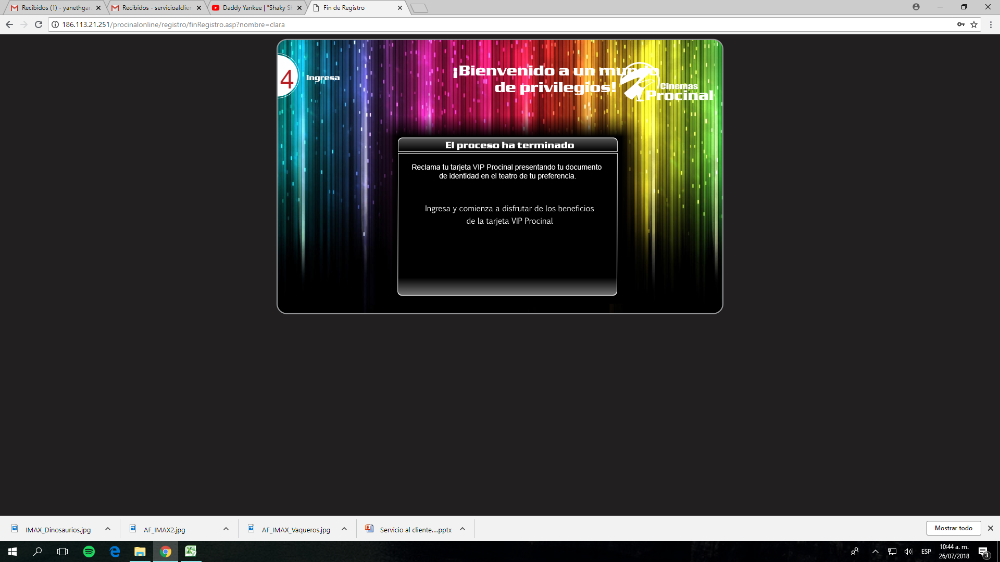 Recibidos (1) - yanethgar
Recibidos - servicioalclien
Daddy Yankee | "Shaky S
Fin de Registro
186.113.21.251/procinalonline/registro/finRegistro.asp?nombre=clara
4
Ingresa
¡Bienvenido a un mundo
de privilegios!
Cinemas
Procinal
El proceso ha terminado
Reclama tu tarjeta VIP Procinal presentando tu documento
de identidad en el teatro de tu preferencia.
Ingresa y comienza a disfrutar de los beneficios
de la tarjeta VIP Procinal
IMAX_Dinosaurios.jpg
AF_IMAX2.jpg
AF_IMAX_Vaqueros.jpg
Servicio al cliente....pptx
Mostrar todo
ESP
10:44 a. m.
26/07/2018
3